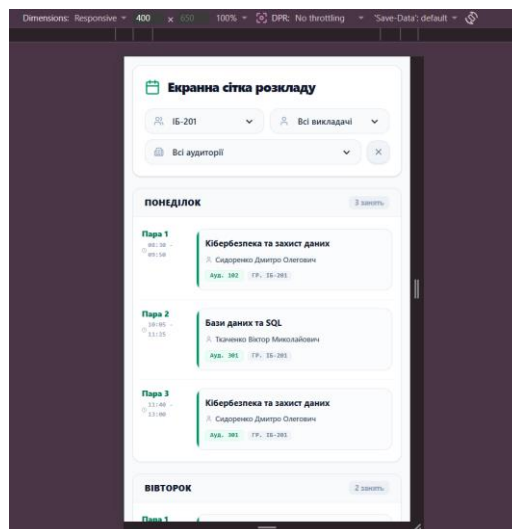 Dimensions: Responsive 400 x 650 100% DPR: No throttling 'Save-Data': default
Екранна сітка розкладу
ІБ-201 Всі викладачі
Всі аудиторії
ПОНЕДІЛОК 3 занять
Пара 1
08:30 -
09:50
Кібербезпека та захист даних
Сидоренко Дмитро Олегович
Ауд. 302 ГР. ІБ-201
Пара 2
10:05 -
11:25
Бази даних та SQL
Ткаченко Віктор Миколайович
Ауд. 301 ГР. ІБ-201
Пара 3
11:40 -
13:00
Кібербезпека та захист даних
Сидоренко Дмитро Олегович
Ауд. 301 ГР. ІБ-201
ВІВТОРОК 2 занять
Пара 1